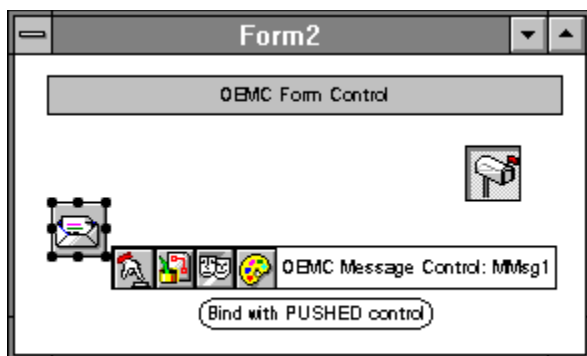 Form2
OEMC Form Control
OEMC Message Control: MMsg1
Bind with PUSHED control